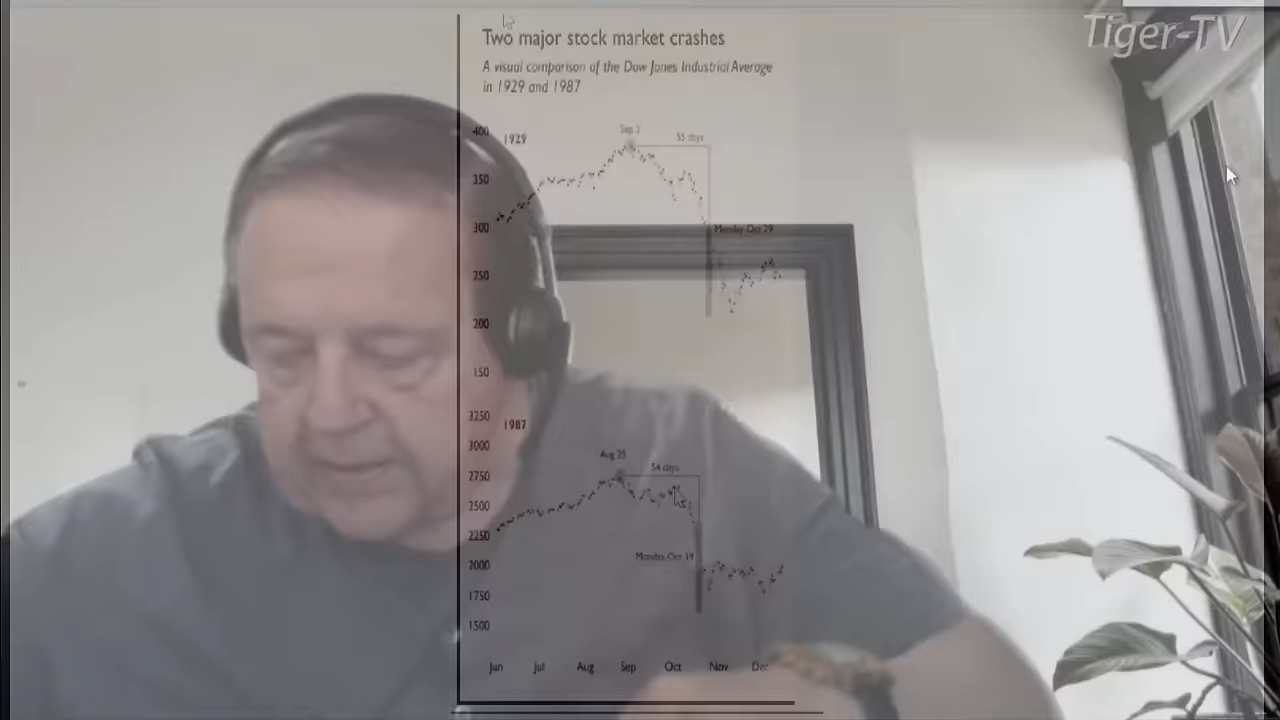 Tiger-TV
Two major stock market crashes
A visual comparison of the Dow Jones Industrial Average
in 1929 and 1987
400
1929
Sep 3
55 days
350
300
Monday, Oct 29
250
200
150
3250
1987
3000
Aug 25
2750
54 days
2500
2250
2000
Monday, Oct 19
1750
1500
Jun
Jul
Aug
Sep
Oct
Nov
Dec